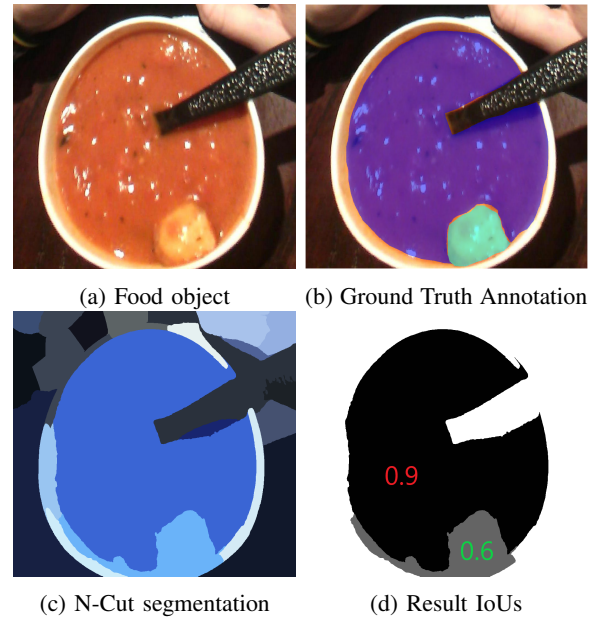 (a) Food object
(b) Ground Truth Annotation
0.9
0.6
(c) N-Cut segmentation
(d) Result IoUs